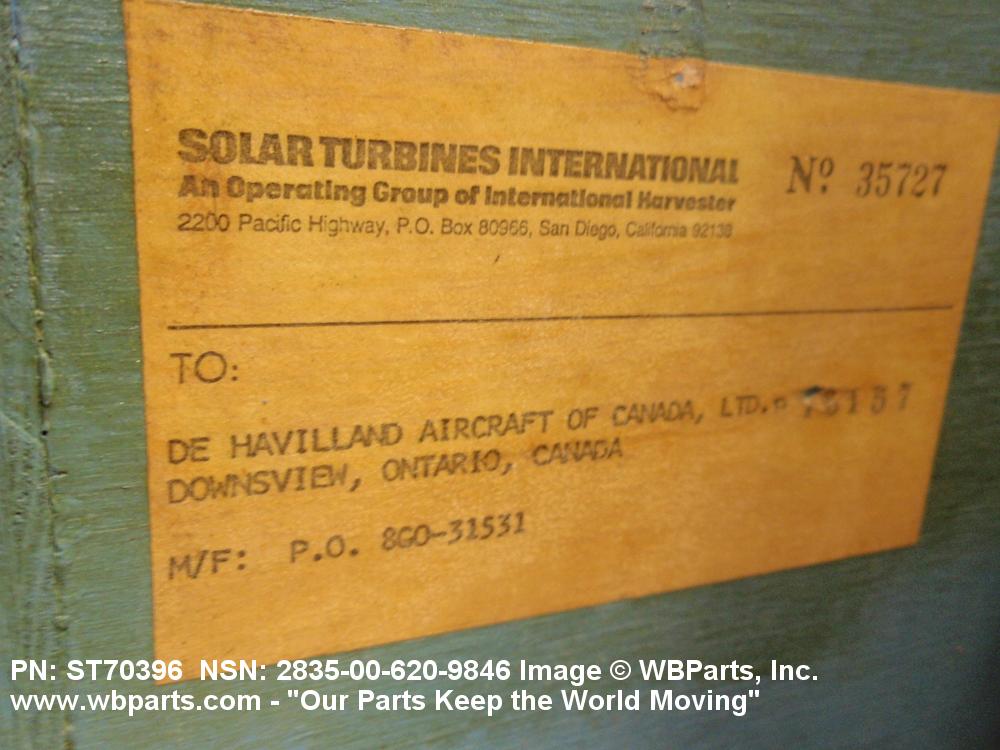 SOLAR TURBINES INTERNATIONAL
An Operating Group of International Harvester
2200 Pacific Highway, P.O. Box 80966, San Diego, California 92138
Nº 35727
TO:
DE HAVILLAND AIRCRAFT OF CANADA, LTD.
DOWNSVIEW, ONTARIO, CANADA
M/F: P.O. 8GO-31531
PN: ST70396 NSN: 2835-00-620-9846 Image © WBParts, Inc.
www.wbparts.com - "Our Parts Keep the World Moving"